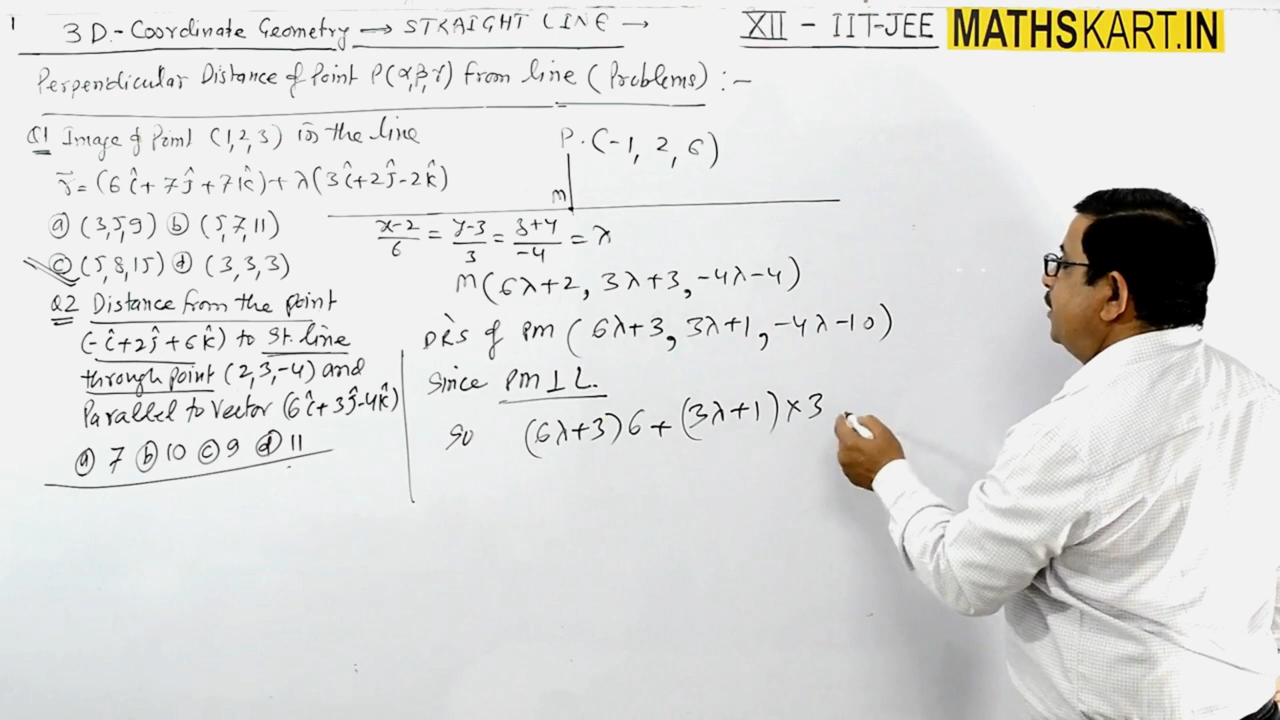 1
3D.- Coordinate Geometry → STRAIGHT LINE →
XII - IIT-JEE MATHSKART.IN
Perpendicular Distance of Point P(α,β,γ) from line (Problems) :-
Q1 Image of Point (1,2,3) in the line
r⃗ = (6î+7ĵ+7k̂)+λ(3î+2ĵ-2k̂)
ⓐ (3,5,9) ⓑ (5,7,11)
ⓒ (5,8,15) ⓓ (3,3,3)
Q2 Distance from the point
(-î+2ĵ+6k̂) to St. line
through point (2,3,-4) and
Parallel to Vector (6î+3ĵ-4k̂)
ⓐ 7 ⓑ 10 ⓒ 9 ⓓ 11
P. (-1, 2, 6)
M
x-2/6 = y-3/3 = z+4/-4 = λ
M(6λ+2, 3λ+3, -4λ-4)
DR's of PM (6λ+3, 3λ+1, -4λ-10)
Since PM⊥L.
So (6λ+3)6+(3λ+1)×3